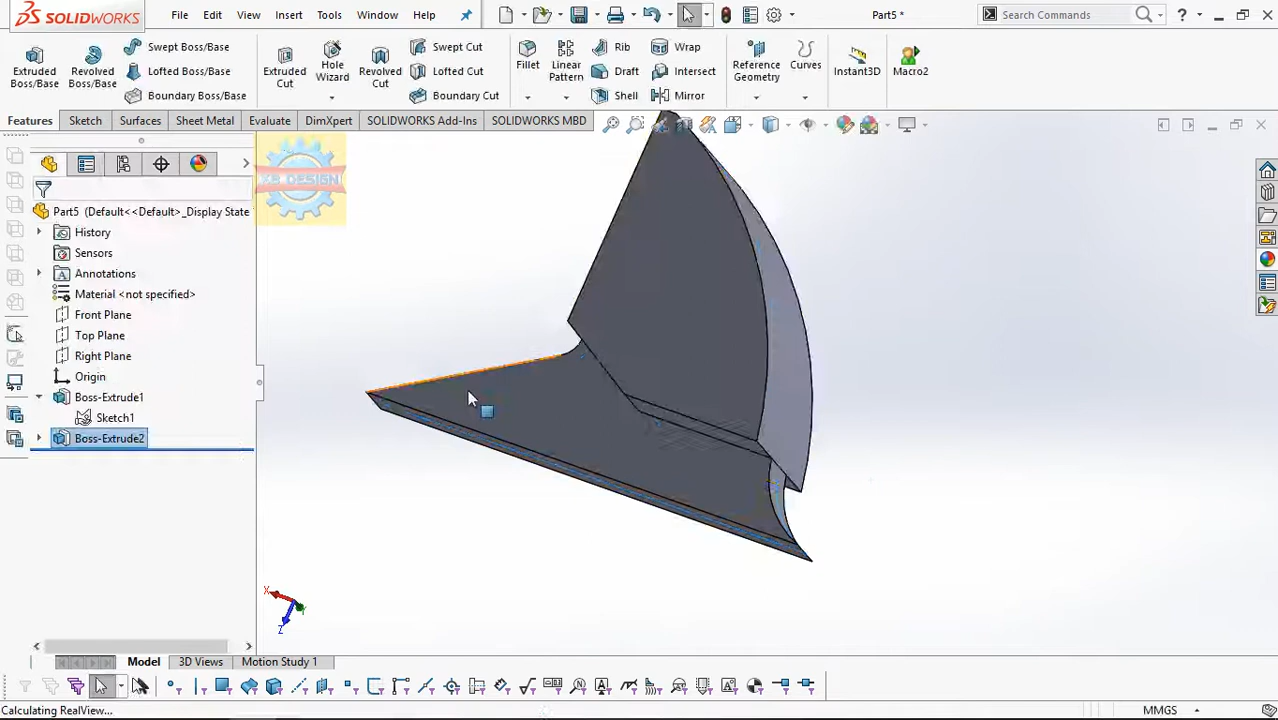 SOLIDWORKS File Edit View Insert Tools Window Help Part5 * Search Commands ?
Extruded Boss/Base Revolved Boss/Base Swept Boss/Base Lofted Boss/Base Boundary Boss/Base Extruded Cut Hole Wizard Revolved Cut Swept Cut Lofted Cut Boundary Cut Fillet Linear Pattern Rib Draft Shell Wrap Intersect Mirror Reference Geometry Curves Instant3D Macro2
Features Sketch Surfaces Sheet Metal Evaluate DimXpert SOLIDWORKS Add-Ins SOLIDWORKS MBD
XB DESIGN
Part5 (Default<<Default>_Display State
History
Sensors
Annotations
Material <not specified>
Front Plane
Top Plane
Right Plane
Origin
Boss-Extrude1
Sketch1
Boss-Extrude2
X
Z
Model 3D Views Motion Study 1
Calculating RealView... MMGS